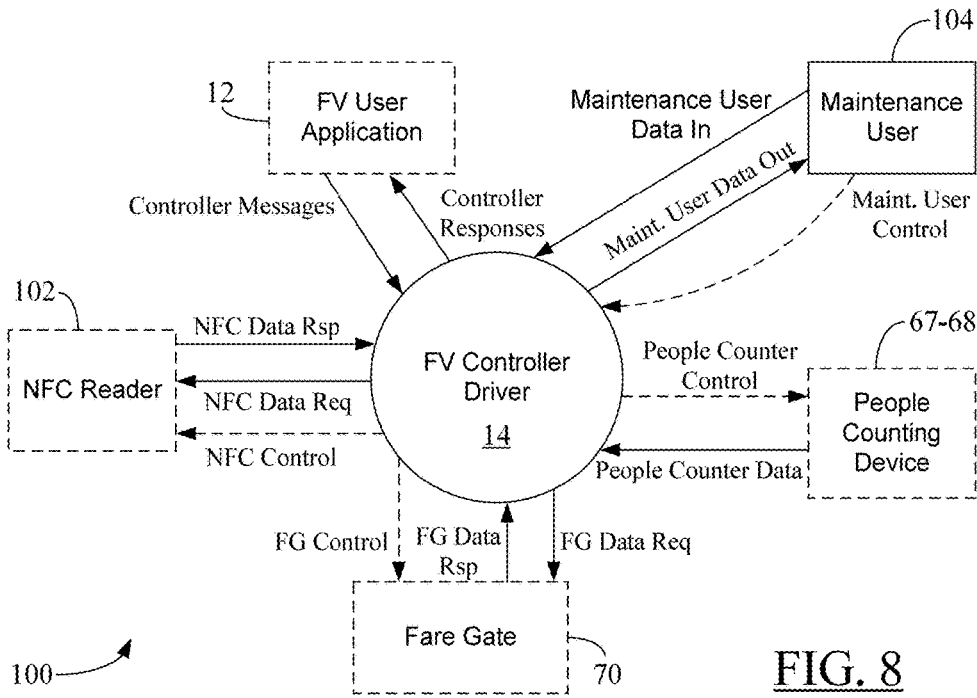 104
12
FV User
Application
Maintenance User
Data In
Maintenance
User
Controller Messages
Controller
Responses
Maint. User Data Out
Maint. User
Control
102
NFC Data Rsp
NFC Reader
NFC Data Req
NFC Control
FV Controller
Driver
14
67-68
People Counter
Control
People
Counting
Device
People Counter Data
FG Control
FG Data
Rsp
FG Data Req
Fare Gate
100
70
FIG. 8